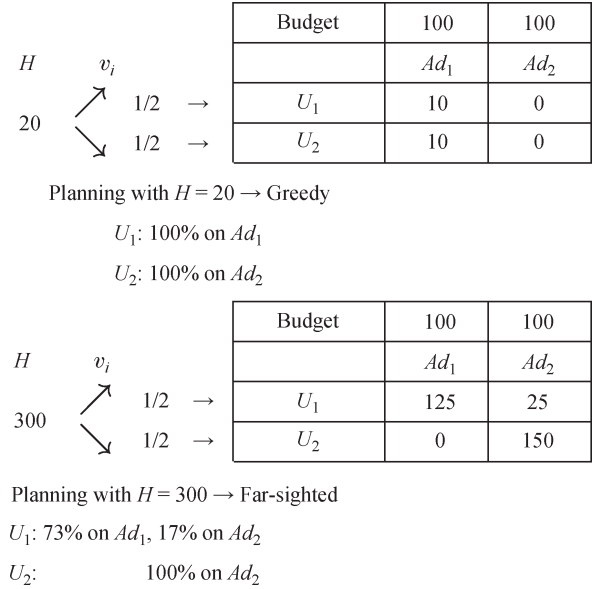 Budget 100 100
H v_i Ad_1 Ad_2
1/2 → U_1 10 0
20
1/2 → U_2 10 0
Planning with H = 20 → Greedy
U_1: 100% on Ad_1
U_2: 100% on Ad_2
Budget 100 100
H v_i Ad_1 Ad_2
1/2 → U_1 125 25
300
1/2 → U_2 0 150
Planning with H = 300 → Far-sighted
U_1: 73% on Ad_1, 17% on Ad_2
U_2: 100% on Ad_2